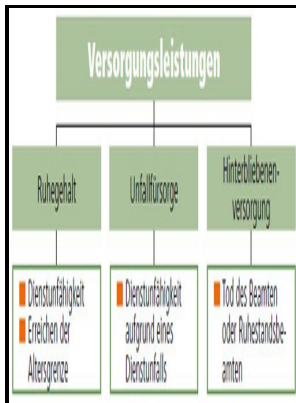 Versorgungsleistungen
Ruhegehalt
Unfallfürsorge
Hinterbliebenen-
versorgung
Dienstunfähigkeit
Erreichen der
Altersgrenze
Dienstunfähigkeit
aufgrund eines
Dienstunfalls
Tod des Beamten
oder Ruhestandsbe-
amten